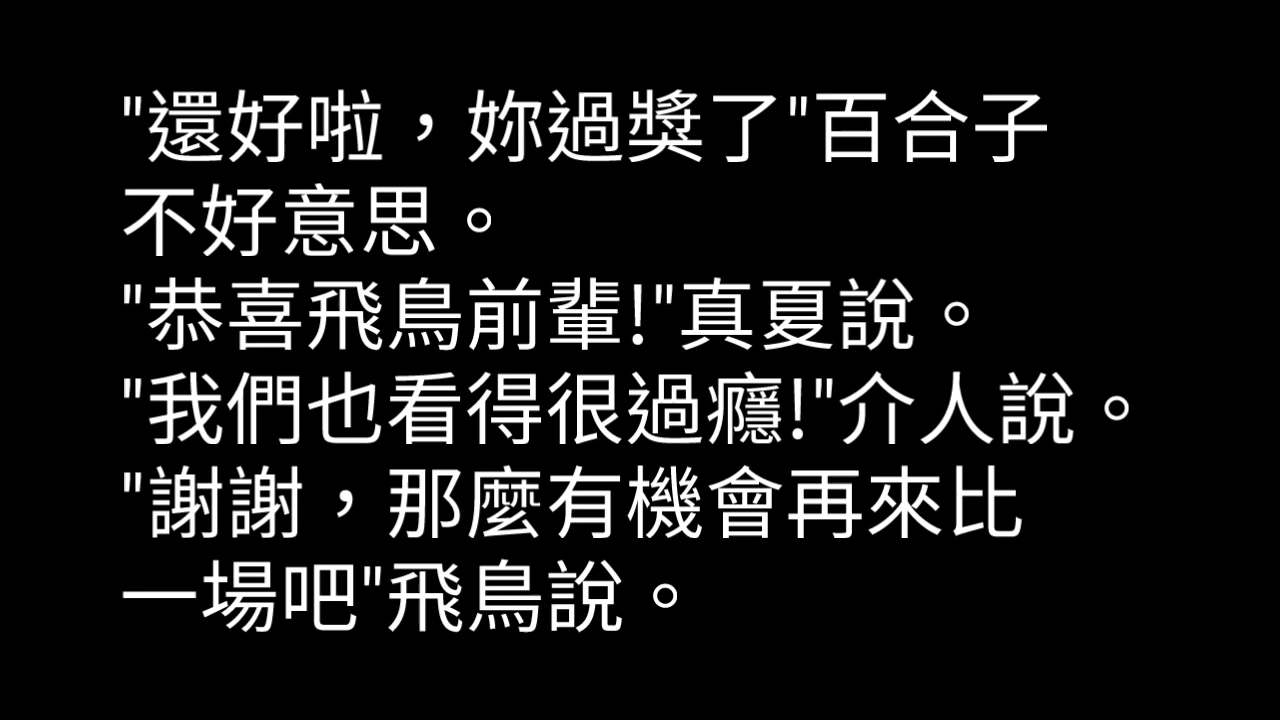 "還好啦，妳過獎了"百合子
不好意思。
"恭喜飛鳥前輩!"真夏說。
"我們也看得很過癮!"介人說。
"謝謝，那麼有機會再來比
一場吧"飛鳥說。